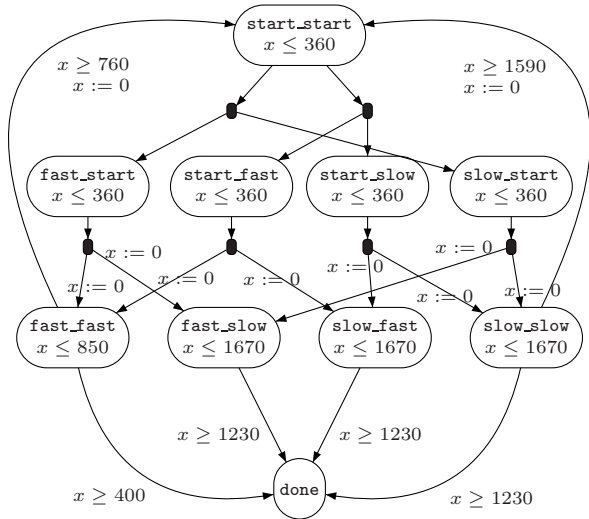 start_start
x ≤ 360
x ≥ 760
x := 0
x ≥ 1590
x := 0
fast_start
x ≤ 360
start_fast
x ≤ 360
start_slow
x ≤ 360
slow_start
x ≤ 360
x := 0
x := 0
x := 0
x := 0
x := 0
x := 0
x := 0
x := 0
fast_fast
x ≤ 850
fast_slow
x ≤ 1670
slow_fast
x ≤ 1670
slow_slow
x ≤ 1670
x ≥ 1230
x ≥ 1230
x ≥ 400
done
x ≥ 1230